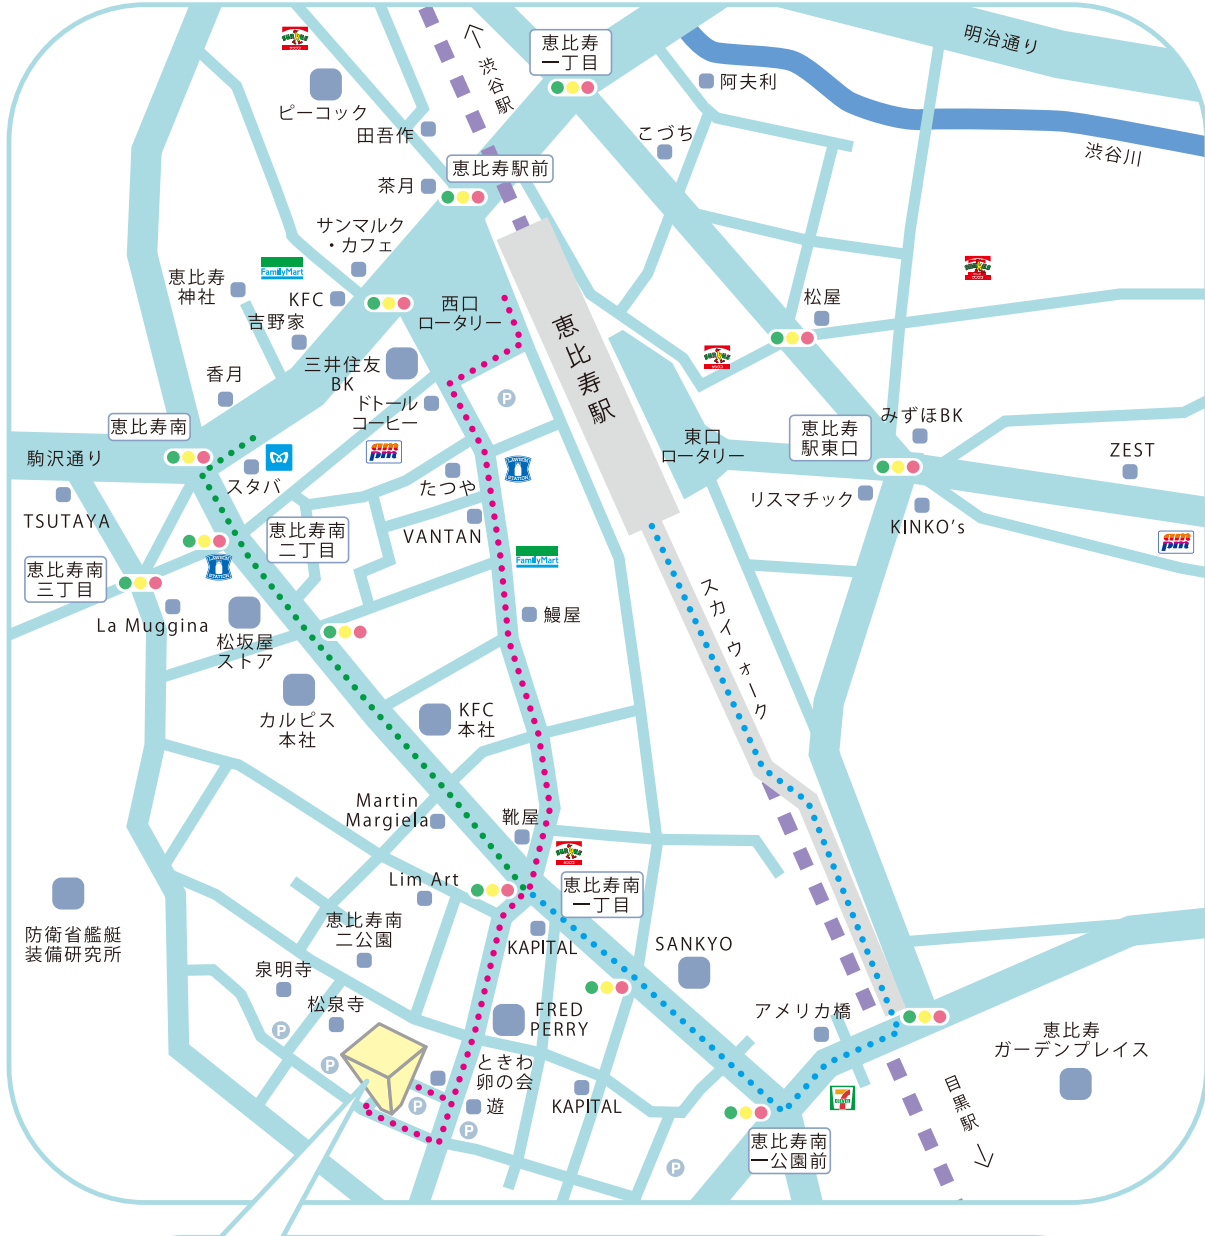 明治通り
恵比寿
一丁目
渋谷駅
阿夫利
ピーコック
田吾作
こづち
渋谷川
恵比寿駅前
茶月
サンマルク
・カフェ
恵比寿
神社
FamilyMart
KFC
吉野家
西口
ロータリー
松屋
恵比寿駅
三井住友
BK
香月
ドトール
コーヒー
P
恵比寿南
駒沢通り
スタバ
am
pm
たつや
LAWSON
STATION
東口
ロータリー
恵比寿
駅東口
みずほBK
ZEST
リスマチック
KINKO's
am
pm
TSUTAYA
恵比寿南
二丁目
VANTAN
FamilyMart
恵比寿南
三丁目
LAWSON
STATION
La Muggina
松坂屋
ストア
鰻屋
スカイウォーク
カルピス
本社
KFC
本社
Martin
Margiela
靴屋
Lim Art
恵比寿南
一丁目
防衛省艦艇
装備研究所
恵比寿南
二公園
KAPITAL
SANKYO
泉明寺
松泉寺
FRED
PERRY
アメリカ橋
恵比寿
ガーデンプレイス
P
P
ときわ
卵の会
P
遊
KAPITAL
7
ELEVEN
目黒駅
P
恵比寿南
一公園前
P